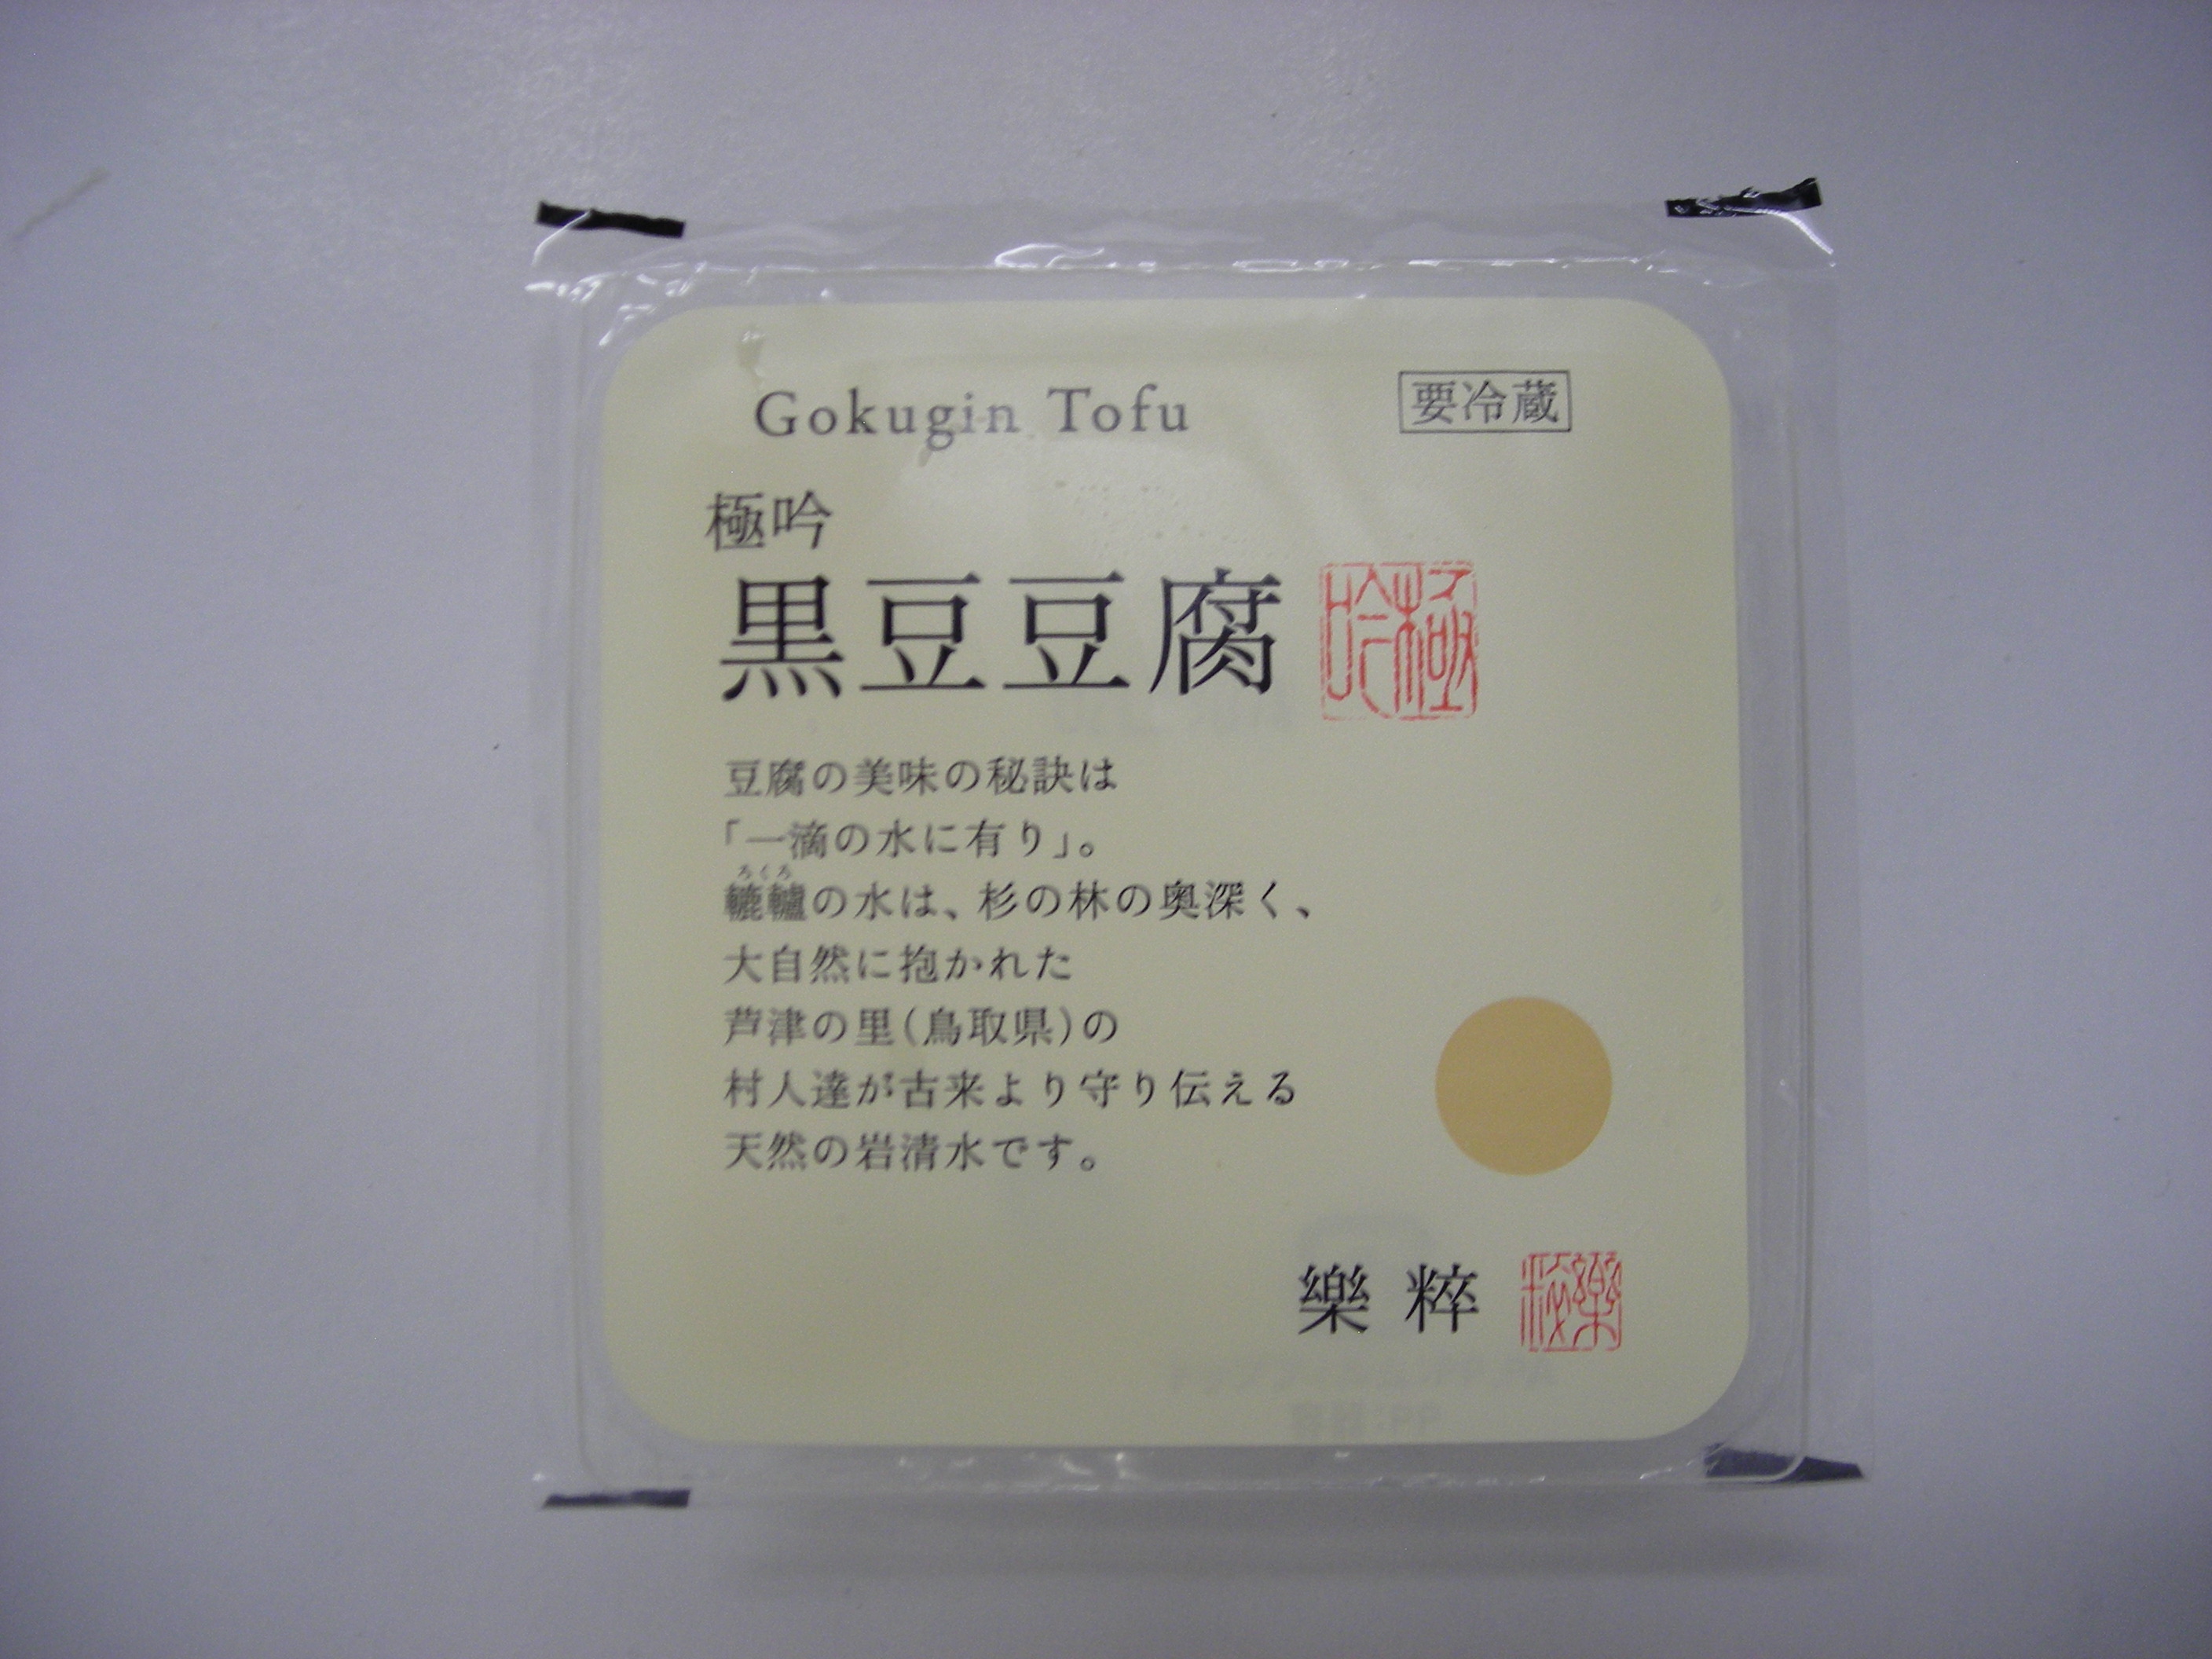 Gokugin Tofu
要冷蔵
極吟
黒豆豆腐
極吟
豆腐の美味の秘訣は
「一滴の水に有り」。
ろくろ
轆轤の水は、杉の林の奥深く、
大自然に抱かれた
芦津の里(鳥取県)の
村人達が古来より守り伝える
天然の岩清水です。
樂粹